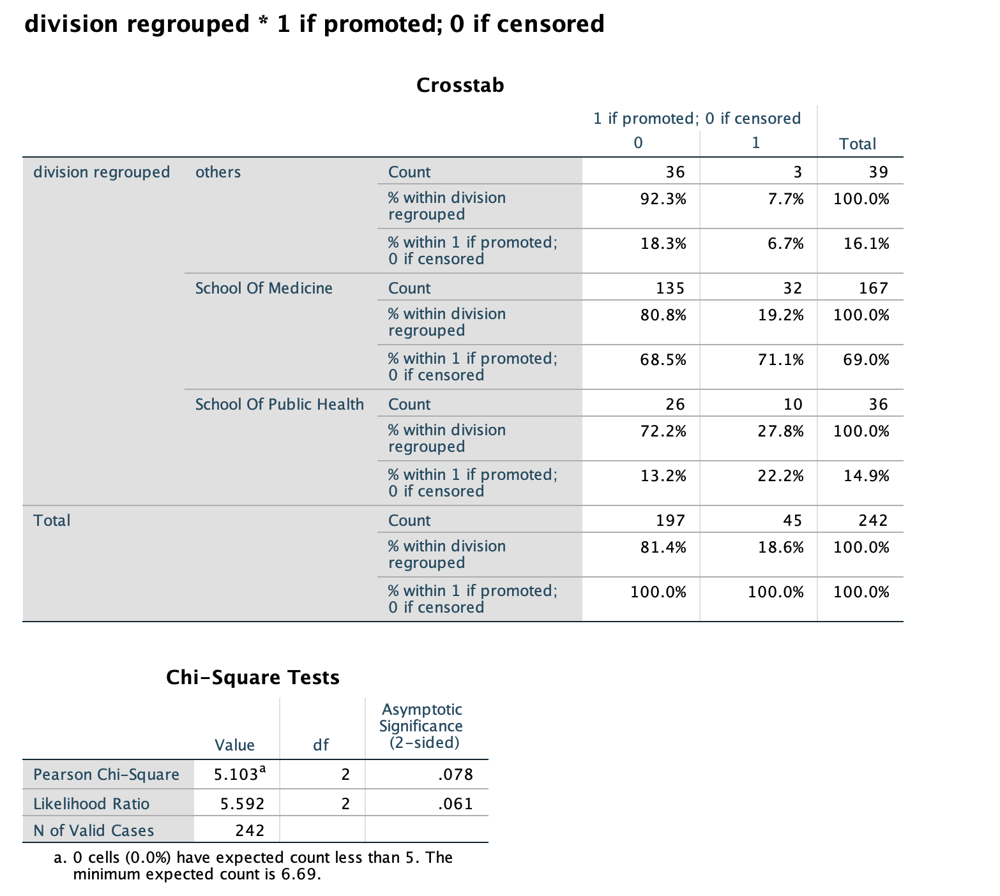 division regrouped * 1 if promoted; 0 if censored
Crosstab
1 if promoted; 0 if censored
0 1 Total
division regrouped others Count 36 3 39
% within division
regrouped 92.3% 7.7% 100.0%
% within 1 if promoted;
0 if censored 18.3% 6.7% 16.1%
School Of Medicine Count 135 32 167
% within division
regrouped 80.8% 19.2% 100.0%
% within 1 if promoted;
0 if censored 68.5% 71.1% 69.0%
School Of Public Health Count 26 10 36
% within division
regrouped 72.2% 27.8% 100.0%
% within 1 if promoted;
0 if censored 13.2% 22.2% 14.9%
Total Count 197 45 242
% within division
regrouped 81.4% 18.6% 100.0%
% within 1 if promoted;
0 if censored 100.0% 100.0% 100.0%
Chi-Square Tests
Value df Asymptotic
Significance
(2-sided)
Pearson Chi-Square 5.103a 2 .078
Likelihood Ratio 5.592 2 .061
N of Valid Cases 242
a. 0 cells (0.0%) have expected count less than 5. The
minimum expected count is 6.69.